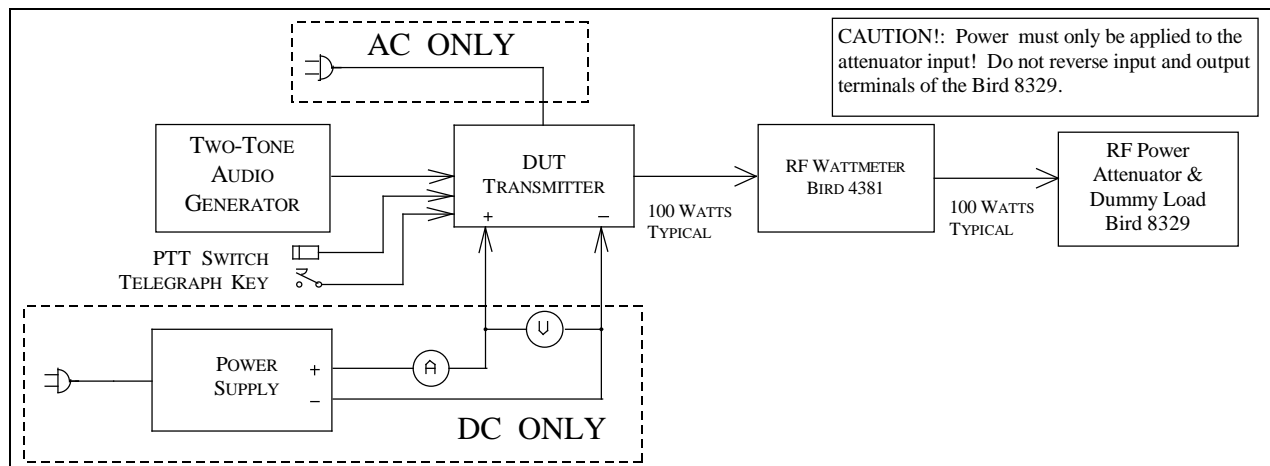 AC ONLY
CAUTION!: Power must only be applied to the
attenuator input! Do not reverse input and output
terminals of the Bird 8329.
TWO-TONE
AUDIO
GENERATOR
DUT
TRANSMITTER
+ −
RF WATTMETER
BIRD 4381
RF Power
Attenuator &
Dummy Load
Bird 8329
100 WATTS
TYPICAL
100 WATTS
TYPICAL
PTT SWITCH
TELEGRAPH KEY
V
POWER
SUPPLY
+
−
A
DC ONLY